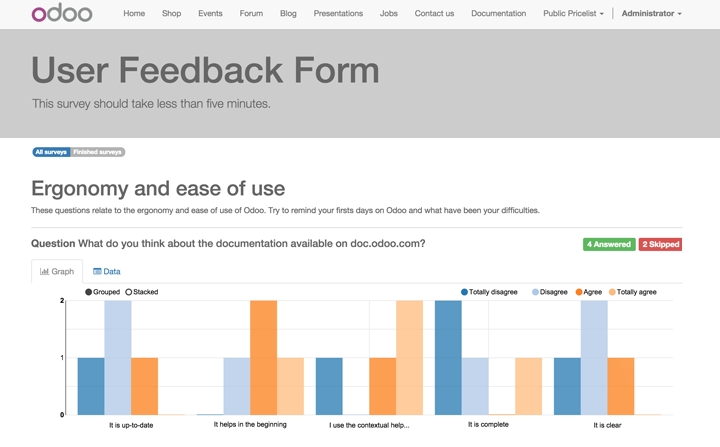 odoo Home Shop Events Forum Blog Presentations Jobs Contact us Documentation Public Pricelist Administrator
User Feedback Form
This survey should take less than five minutes.
All surveys Finished surveys
Ergonomy and ease of use
These questions relate to the ergonomy and ease of use of Odoo. Try to remind your firsts days on Odoo and what have been your difficulties.
Question What do you think about the documentation available on doc.odoo.com? 4 Answered 2 Skipped
Graph Data
Grouped Stacked Totally disagree Disagree Agree Totally agree
2
1
0
It is up-to-date It helps in the beginning I use the contextual help... It is complete It is clear